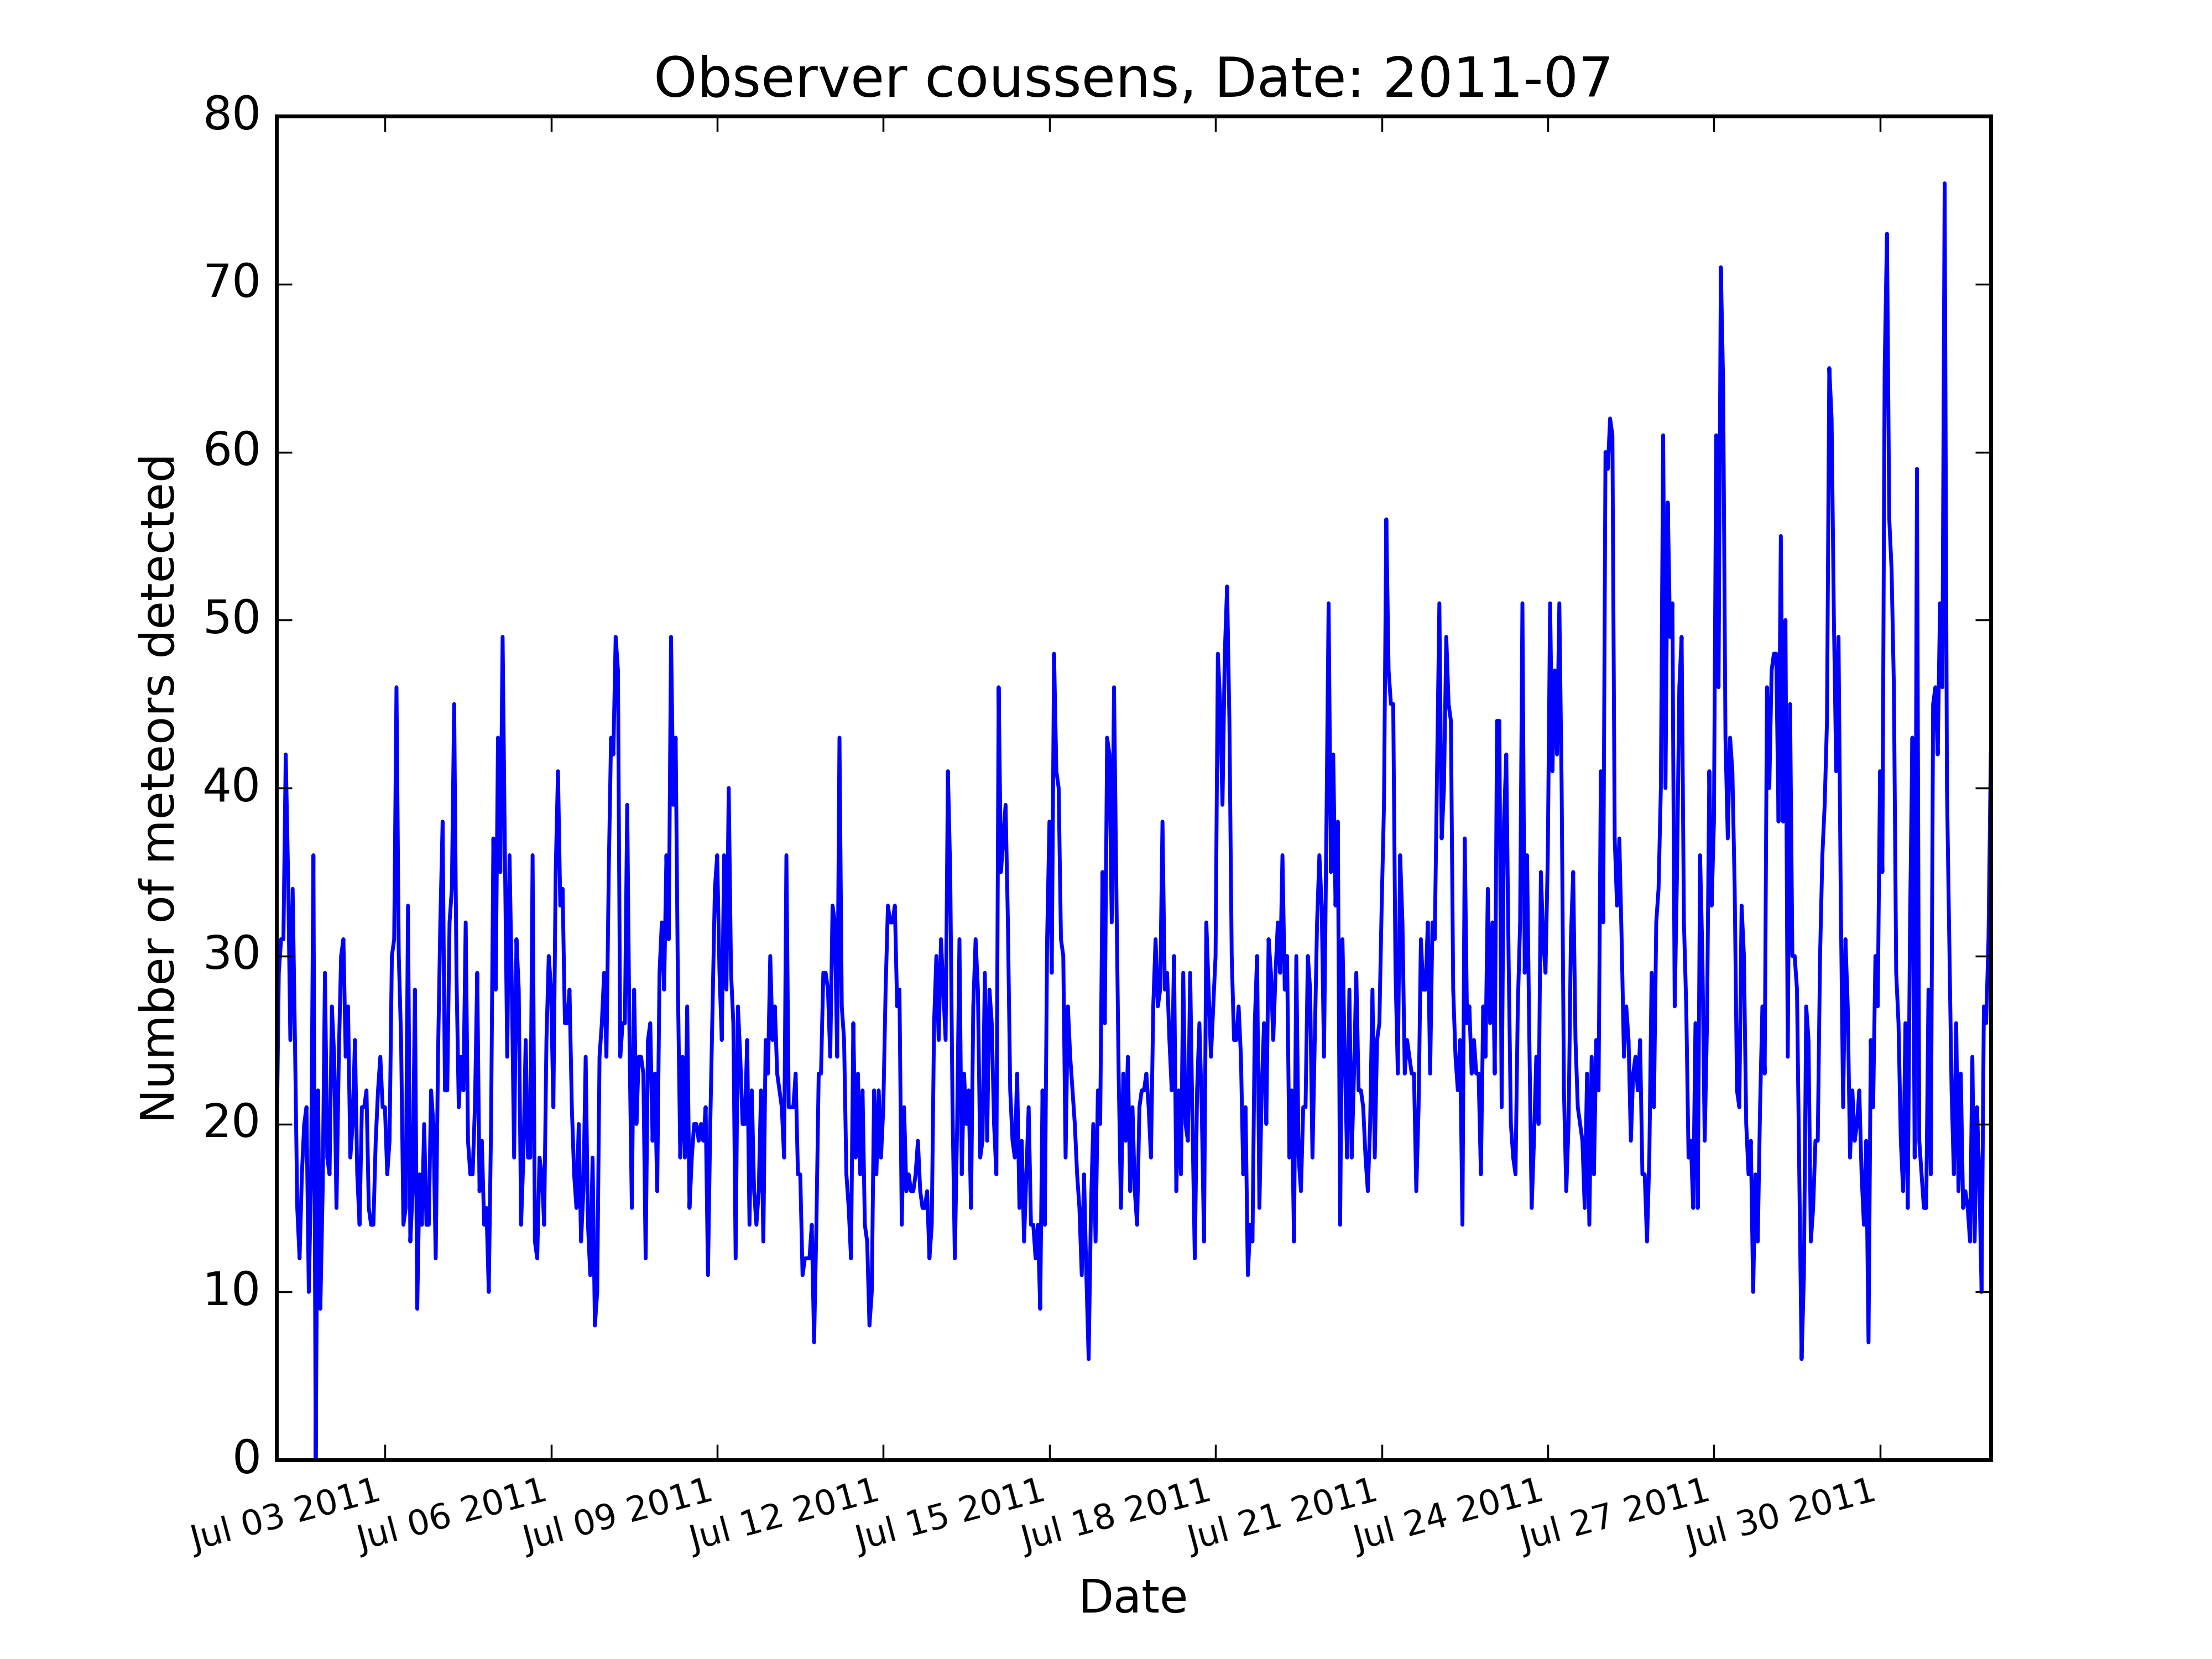 Observer coussens, Date: 2011-07
80
70
60
50
40
30
20
10
0
Number of meteors detected
Jul 03 2011
Jul 06 2011
Jul 09 2011
Jul 12 2011
Jul 15 2011
Jul 18 2011
Jul 21 2011
Jul 24 2011
Jul 27 2011
Jul 30 2011
Date